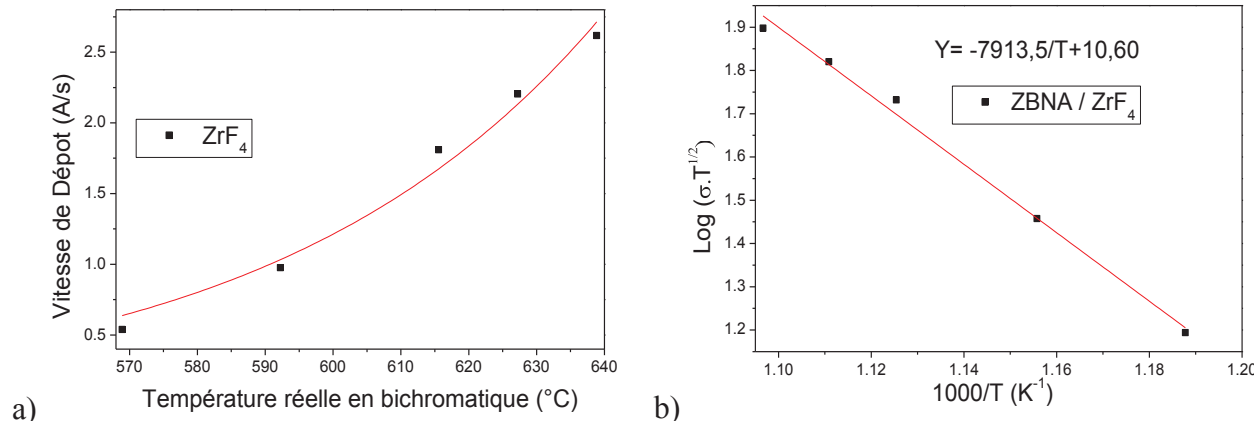 2.5
2.0
1.5
1.0
0.5
570 580 590 600 610 620 630 640
Vitesse de Dépot (A/s)
ZrF4
Température réelle en bichromatique (°C)
a)
1.9
1.8
1.7
1.6
1.5
1.4
1.3
1.2
1.10 1.12 1.14 1.16 1.18 1.20
Log (σ.T^1/2)
Y= -7913,5/T+10,60
ZBNA / ZrF4
1000/T (K^-1)
b)